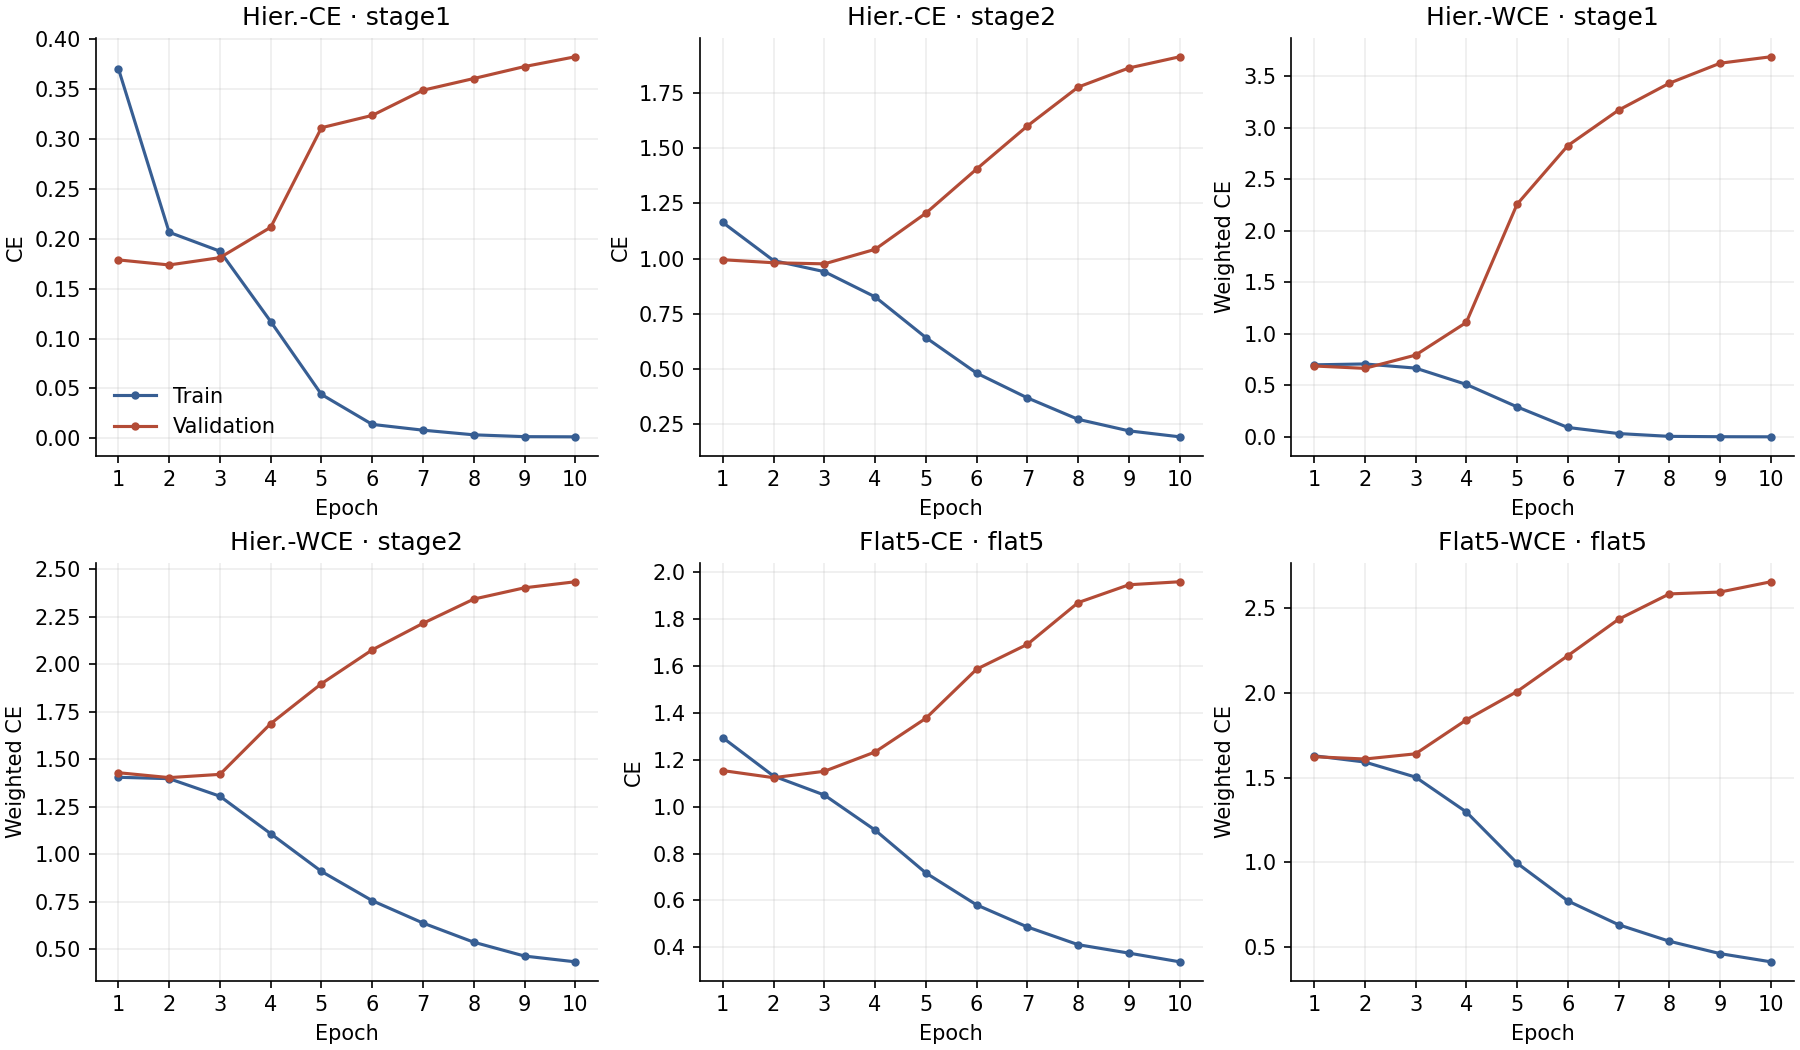 Hier.-CE · stage1
CE
0.40
0.35
0.30
0.25
0.20
0.15
0.10
0.05
0.00
Train
Validation
1 2 3 4 5 6 7 8 9 10
Epoch
Hier.-CE · stage2
CE
1.75
1.50
1.25
1.00
0.75
0.50
0.25
1 2 3 4 5 6 7 8 9 10
Epoch
Hier.-WCE · stage1
Weighted CE
3.5
3.0
2.5
2.0
1.5
1.0
0.5
0.0
1 2 3 4 5 6 7 8 9 10
Epoch
Hier.-WCE · stage2
Weighted CE
2.50
2.25
2.00
1.75
1.50
1.25
1.00
0.75
0.50
1 2 3 4 5 6 7 8 9 10
Epoch
Flat5-CE · flat5
CE
2.0
1.8
1.6
1.4
1.2
1.0
0.8
0.6
0.4
1 2 3 4 5 6 7 8 9 10
Epoch
Flat5-WCE · flat5
Weighted CE
2.5
2.0
1.5
1.0
0.5
1 2 3 4 5 6 7 8 9 10
Epoch